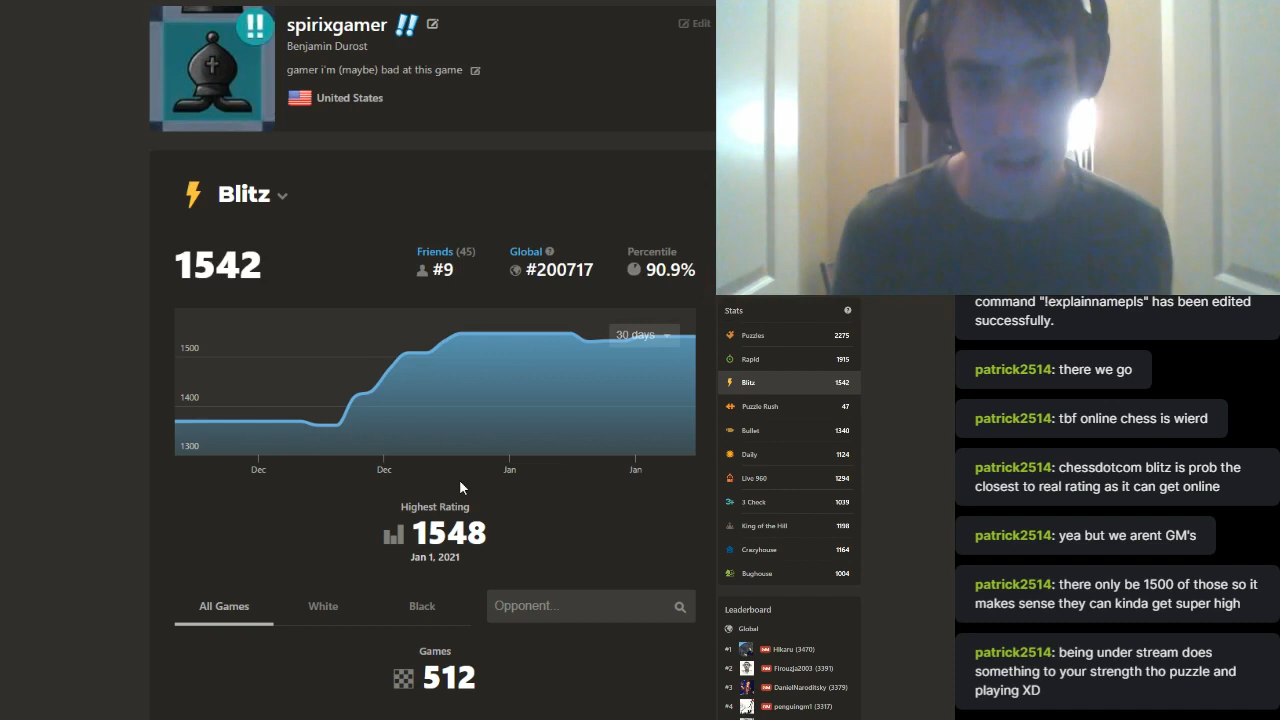 !!
spirixgamer !!
Edit
Benjamin Durost
gamer i'm (maybe) bad at this game
United States
Blitz
1542
Friends (45)
#9
Global
#200717
Percentile
90.9%
30 days
1500
1400
1300
Dec
Dec
Jan
Jan
Highest Rating
1548
Jan 1, 2021
All Games
White
Black
Opponent...
Games
512
Stats
Puzzles 2275
Rapid 1915
Blitz 1542
Puzzle Rush 47
Bullet 1340
Daily 1124
Live 960 1294
3 Check 1039
King of the Hill 1198
Crazyhouse 1164
Bughouse 1004
Leaderboard
Global
#1 Hikaru (3470)
#2 Firouzja2003 (3391)
#3 DanielNaroditsky (3379)
#4 penguingm1 (3317)
command "!explainnamepls" has been edited
successfully.
patrick2514: there we go
patrick2514: tbf online chess is wierd
patrick2514: chessdotcom blitz is prob the
closest to real rating as it can get online
patrick2514: yea but we arent GM's
patrick2514: there only be 1500 of those so it
makes sense they can kinda get super high
patrick2514: being under stream does
something to your strength tho puzzle and
playing XD